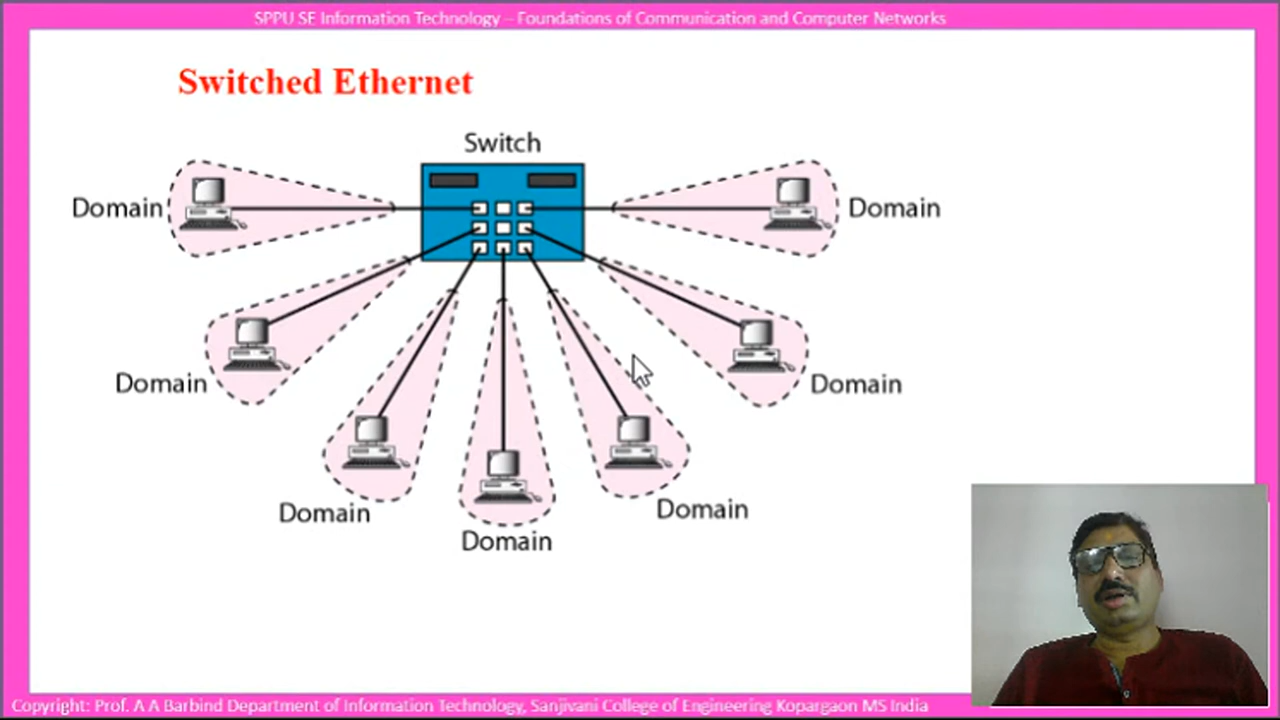 SPPU SE Information Technology – Foundations of Communication and Computer Networks
Switched Ethernet
Switch
Domain
Domain
Domain
Domain
Domain
Domain
Domain
Copyright: Prof. A A Barbind Department of Information Technology, Sanjivani College of Engineering Kopargaon MS India